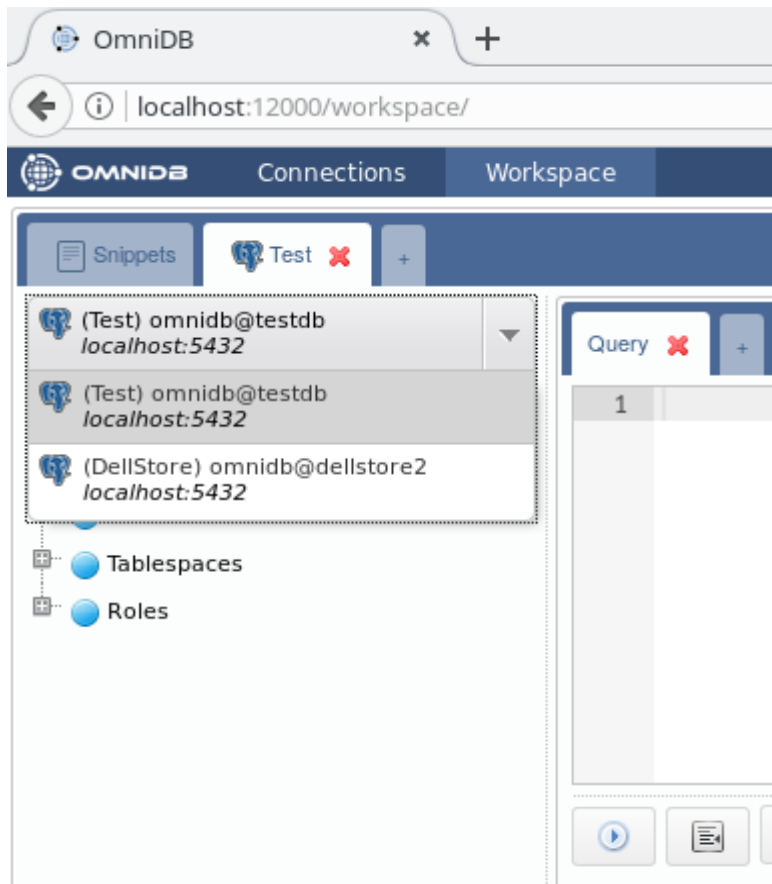 OmniDB
localhost:12000/workspace/
OMNIDB Connections Workspace
Snippets Test +
(Test) omnidb@testdb
localhost:5432
(Test) omnidb@testdb
localhost:5432
(DellStore) omnidb@dellstore2
localhost:5432
Tablespaces
Roles
Query +
1